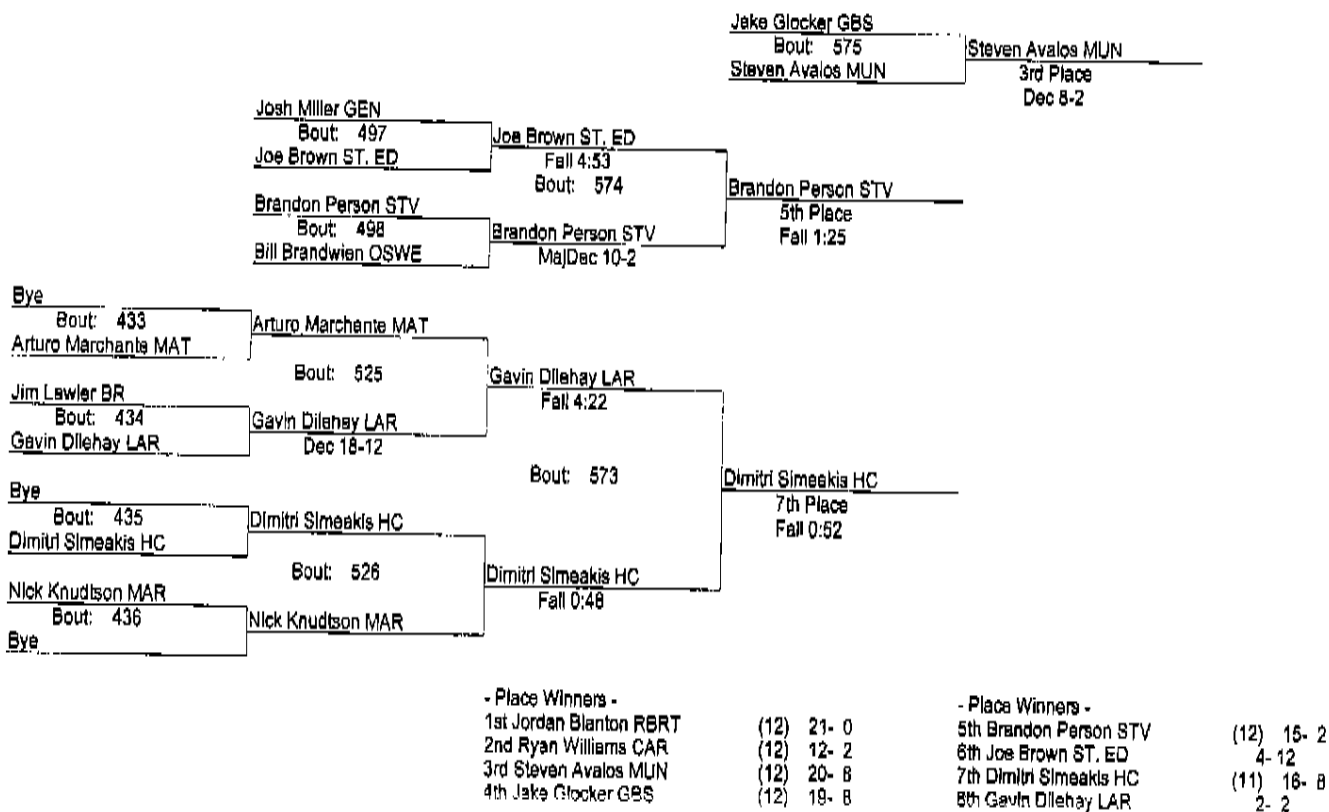 Jake Glocker GBS
Bout: 575
Steven Avalos MUN
Steven Avalos MUN
3rd Place
Dec 8-2
Josh Miller GEN
Bout: 497
Joe Brown ST. ED
Joe Brown ST. ED
Fall 4:53
Bout: 574
Brandon Person STV
Bout: 498
Bill Brandwien OSWE
Brandon Person STV
MajDec 10-2
Brandon Person STV
5th Place
Fall 1:25
Bye
Bout: 433
Arturo Marchante MAT
Arturo Marchante MAT
Bout: 525
Jim Lawler BR
Bout: 434
Gavin Dilehay LAR
Gavin Dilehay LAR
Dec 18-12
Gavin Dilehay LAR
Fall 4:22
Bout: 573
Bye
Bout: 435
Dimitri Simeakis HC
Dimitri Simeakis HC
Bout: 526
Nick Knudtson MAR
Bout: 436
Bye
Nick Knudtson MAR
Dimitri Simeakis HC
Fall 0:48
Dimitri Simeakis HC
7th Place
Fall 0:52
- Place Winners -
1st Jordan Blanton RBRT (12) 21- 0
2nd Ryan Williams CAR (12) 12- 2
3rd Steven Avalos MUN (12) 20- 8
4th Jake Glocker GBS (12) 19- 8
- Place Winners -
5th Brandon Person STV (12) 15- 2
6th Joe Brown ST. ED 4- 12
7th Dimitri Simeakis HC (11) 16- 8
8th Gavin Dilehay LAR 2- 2